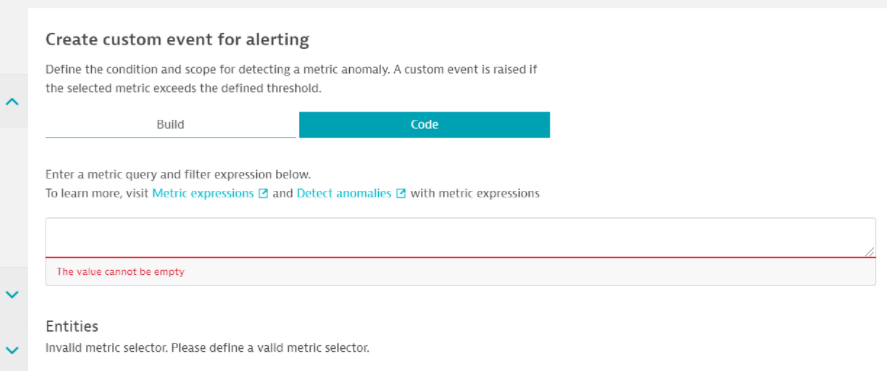 Create custom event for alerting
Define the condition and scope for detecting a metric anomaly. A custom event is raised if
the selected metric exceeds the defined threshold.
Build
Code
Enter a metric query and filter expression below.
To learn more, visit Metric expressions and Detect anomalies with metric expressions
The value cannot be empty
Entities
Invalid metric selector. Please define a valid metric selector.